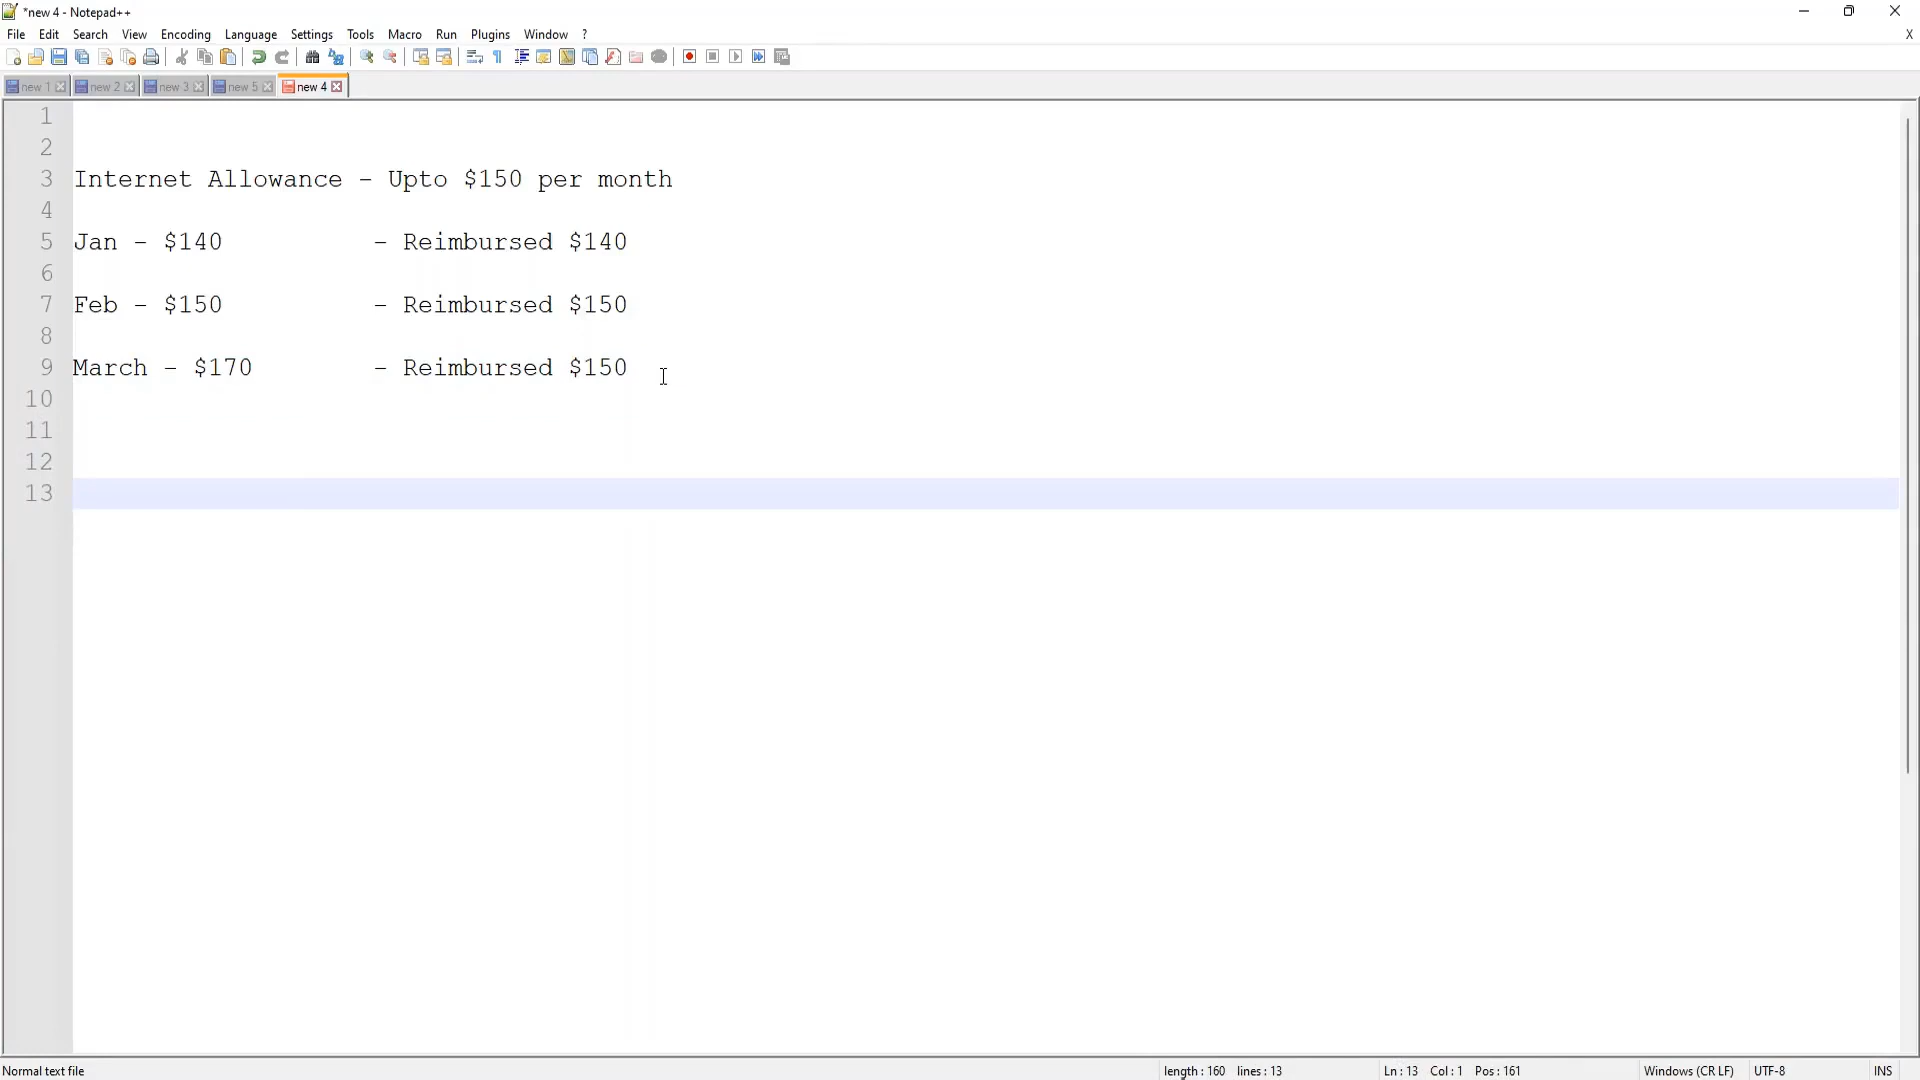 *new 4 - Notepad++
File Edit Search View Encoding Language Settings Tools Macro Run Plugins Window ? X
new 1 new 2 new 3 new 5 new 4
1
2
3 Internet Allowance - Upto $150 per month
4
5 Jan - $140 - Reimbursed $140
6
7 Feb - $150 - Reimbursed $150
8
9 March - $170 - Reimbursed $150
10
11
12
13
Normal text file length : 160 lines : 13 Ln : 13 Col : 1 Pos : 161 Windows (CR LF) UTF-8 INS